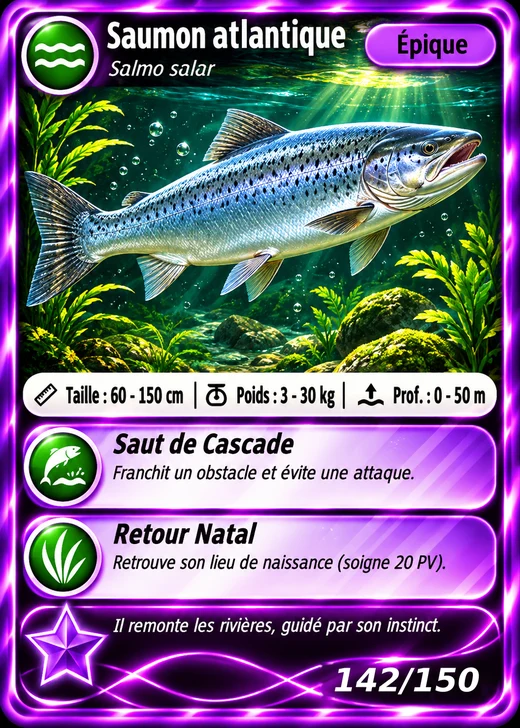 Saumon atlantique
Épique
Salmo salar
Taille : 60 - 150 cm | Poids : 3 - 30 kg | Prof. : 0 - 50 m
Saut de Cascade
Franchit un obstacle et évite une attaque.
Retour Natal
Retrouve son lieu de naissance (soigne 20 PV).
Il remonte les rivières, guidé par son instinct.
142/150